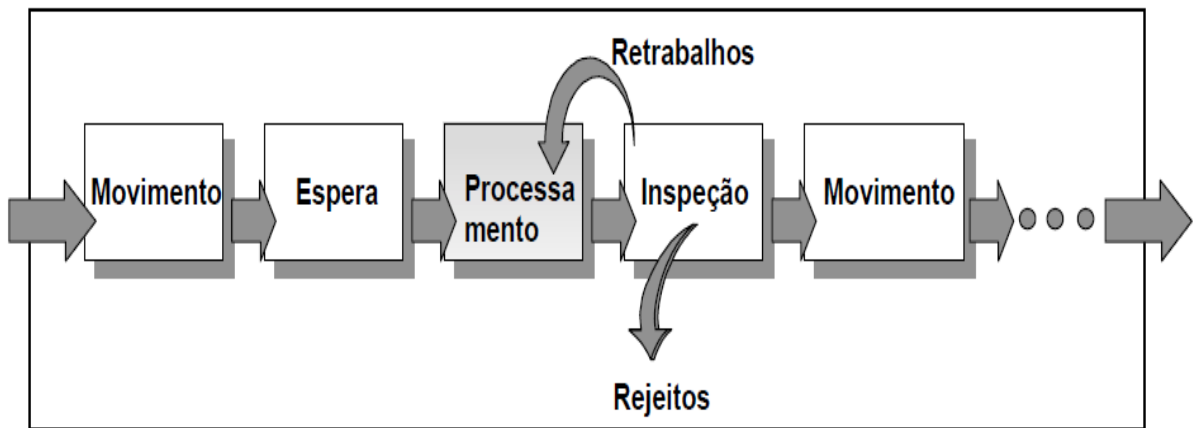 Retrabalhos
Movimento
Espera
Processa
mento
Inspeção
Movimento
Rejeitos